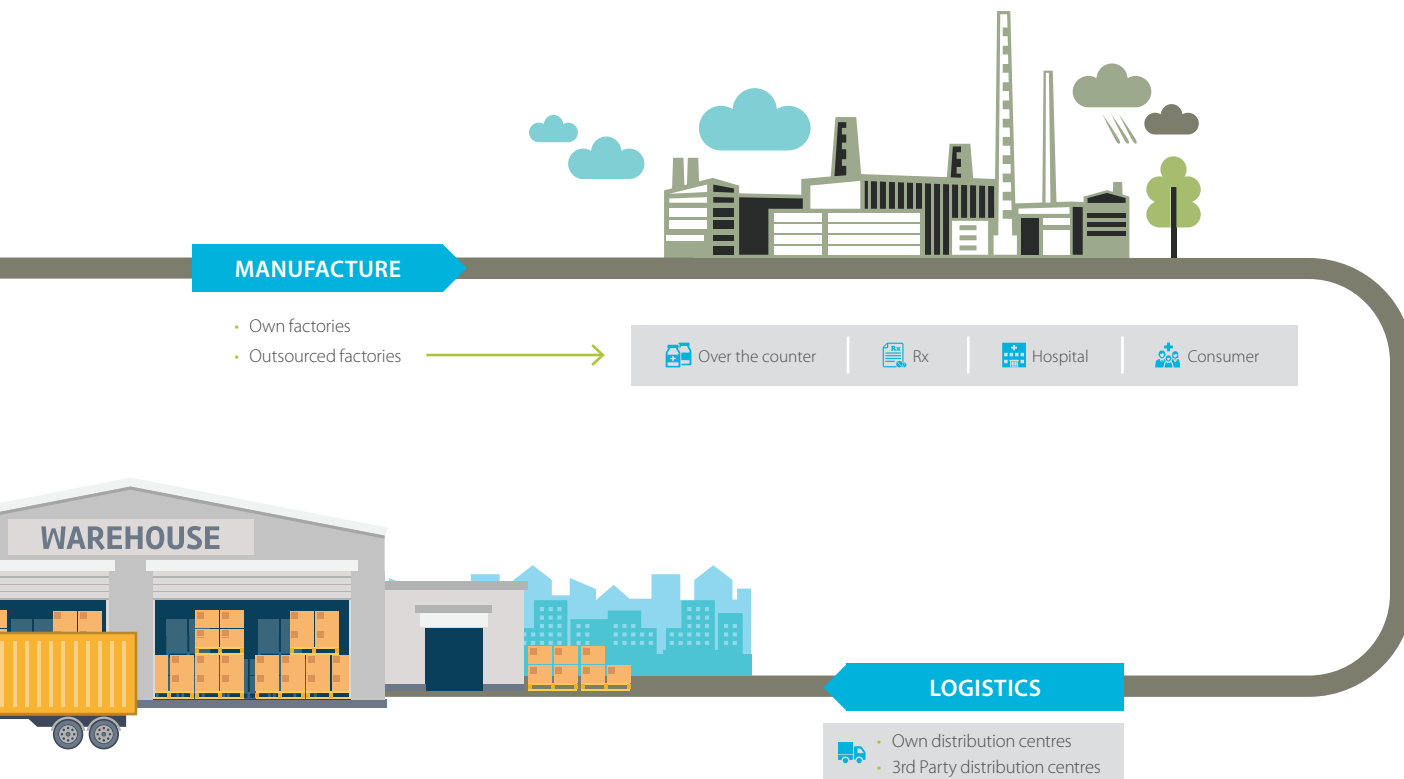 MANUFACTURE
• Own factories
• Outsourced factories
Over the counter
Rx
Rx
Hospital
Consumer
WAREHOUSE
LOGISTICS
• Own distribution centres
• 3rd Party distribution centres